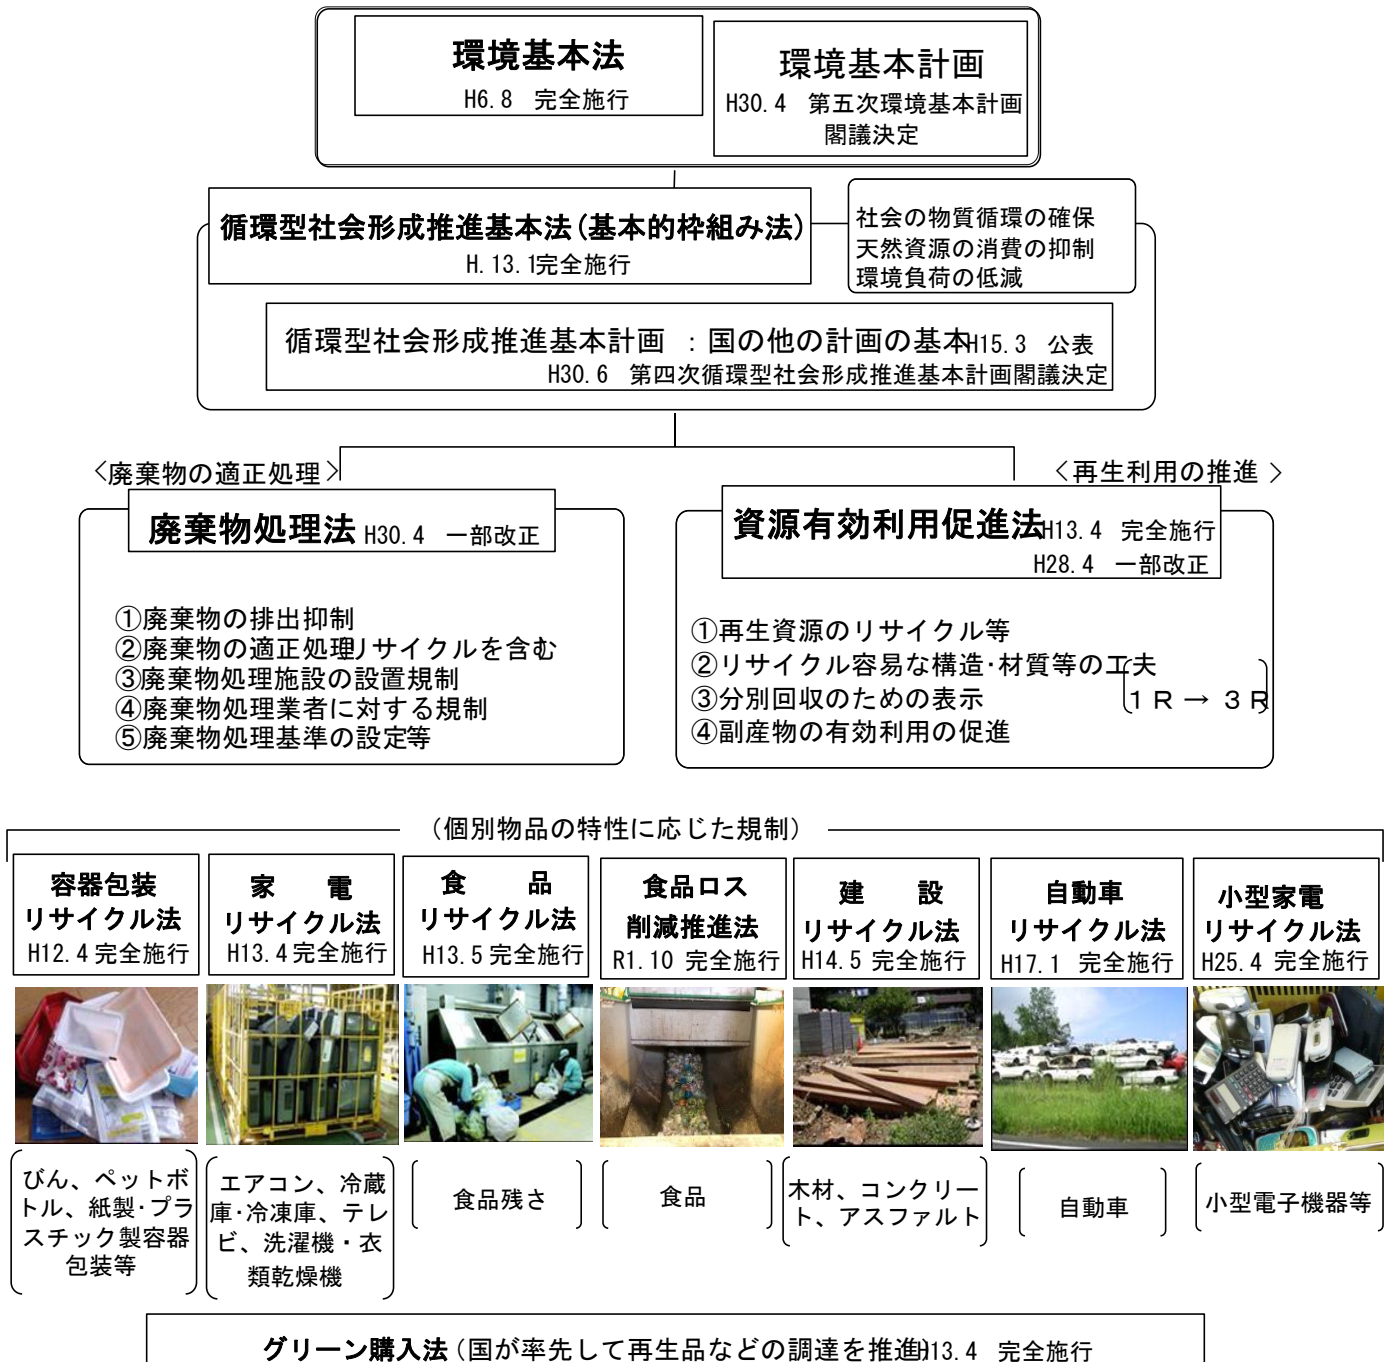 環境基本法
H6.8 完全施行
環境基本計画
H30.4 第五次環境基本計画
閣議決定
循環型社会形成推進基本法(基本的枠組み法)
H.13.1完全施行
社会の物質循環の確保
天然資源の消費の抑制
環境負荷の低減
循環型社会形成推進基本計画 :国の他の計画の基本H15.3 公表
H30.6 第四次循環型社会形成推進基本計画閣議決定
<廃棄物の適正処理>
廃棄物処理法 H30.4 一部改正
①廃棄物の排出抑制
②廃棄物の適正処理リサイクルを含む
③廃棄物処理施設の設置規制
④廃棄物処理業者に対する規制
⑤廃棄物処理基準の設定等
<再生利用の推進>
資源有効利用促進法H13.4 完全施行
H28.4 一部改正
①再生資源のリサイクル等
②リサイクル容易な構造・材質等の工夫
③分別回収のための表示
④副産物の有効利用の促進
1R→3R
(個別物品の特性に応じた規制)
容器包装
リサイクル法
H12.4完全施行
びん、ペットボ
トル、紙製・プラ
スチック製容器
包装等
家 電
リサイクル法
H13.4完全施行
エアコン、冷蔵
庫・冷凍庫、テレ
ビ、洗濯機・衣
類乾燥機
食 品
リサイクル法
H13.5完全施行
食品残さ
食品ロス
削減推進法
R1.10 完全施行
食品
建 設
リサイクル法
H14.5 完全施行
木材、コンクリー
ト、アスファルト
自動車
リサイクル法
H17.1 完全施行
自動車
小型家電
リサイクル法
H25.4 完全施行
小型電子機器等
グリーン購入法(国が率先して再生品などの調達を推進)H13.4 完全施行